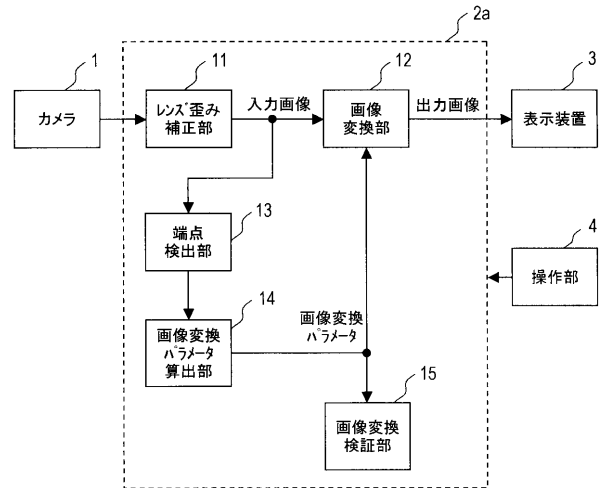 2a
1
11
12
3
カメラ
レンズ歪み
補正部
入力画像
画像
変換部
出力画像
表示装置
13
端点
検出部
4
操作部
14
画像変換
パラメータ
算出部
画像変換
パラメータ
15
画像変換
検証部